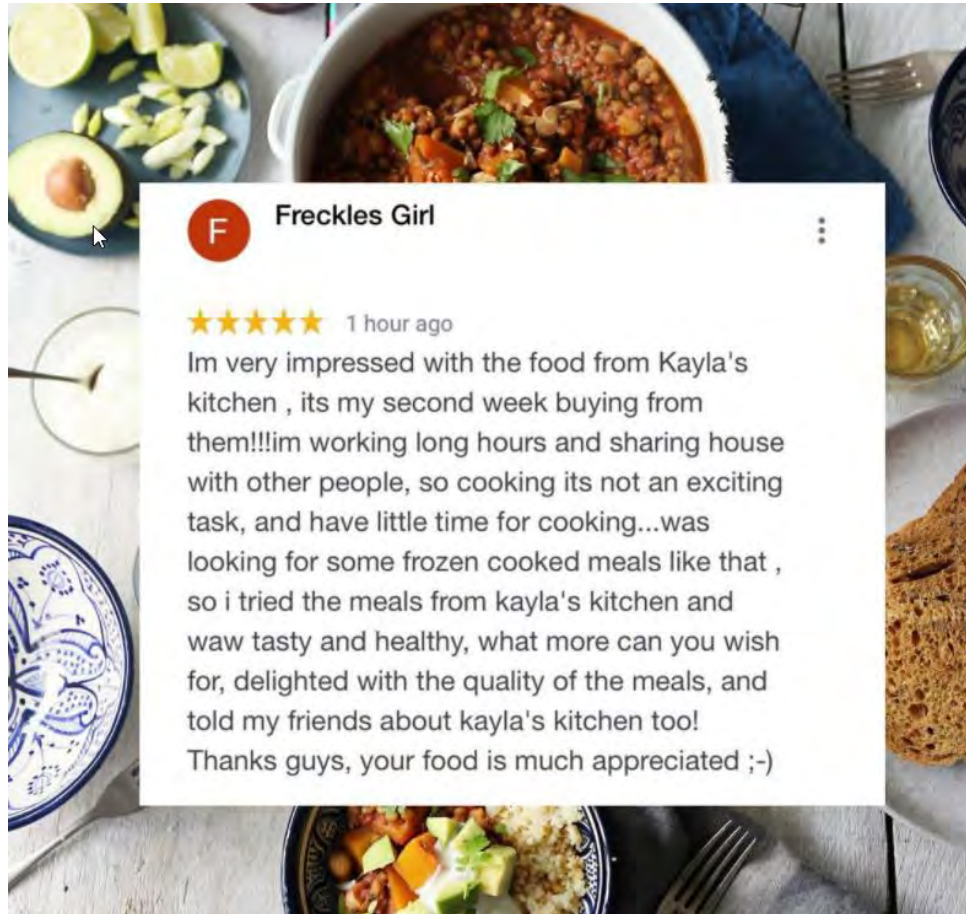 F
Freckles Girl
1 hour ago
Im very impressed with the food from Kayla's
kitchen , its my second week buying from
them!!!im working long hours and sharing house
with other people, so cooking its not an exciting
task, and have little time for cooking...was
looking for some frozen cooked meals like that ,
so i tried the meals from kayla's kitchen and
waw tasty and healthy, what more can you wish
for, delighted with the quality of the meals, and
told my friends about kayla's kitchen too!
Thanks guys, your food is much appreciated ;-)